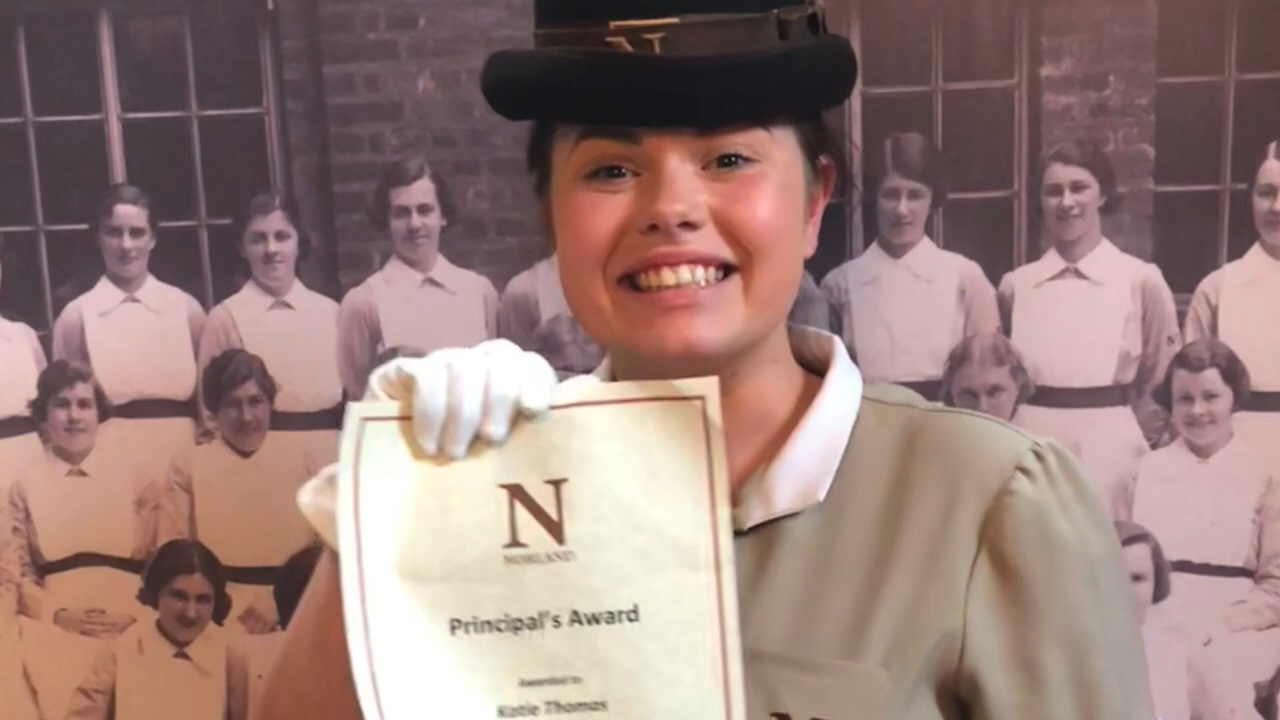 N
N
NORLAND
Principal's Award
Awarded to
Katie Thomas
N